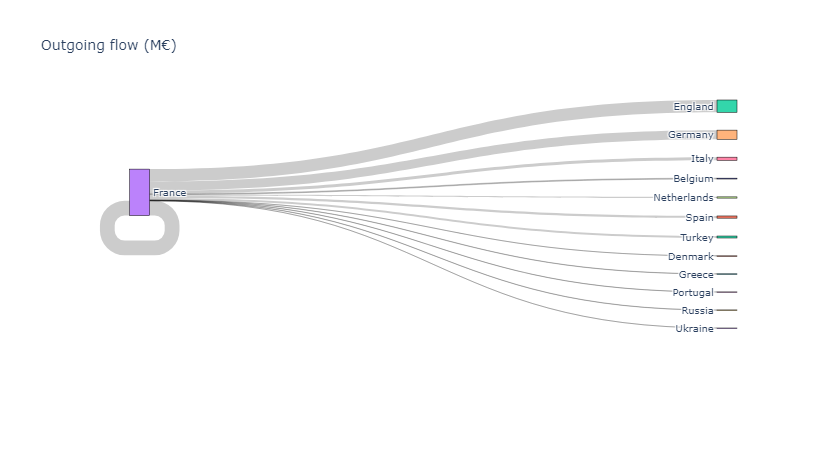 Outgoing flow (M€)
England
Germany
Italy
Belgium
France
Netherlands
Spain
Turkey
Denmark
Greece
Portugal
Russia
Ukraine